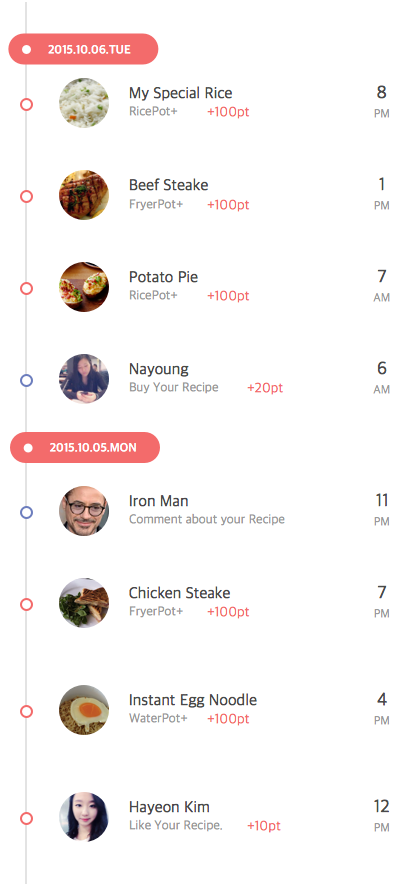 2015.10.06.TUE
My Special Rice 8
RicePot+ +100pt PM
Beef Steake 1
FryerPot+ +100pt PM
Potato Pie 7
RicePot+ +100pt AM
Nayoung 6
Buy Your Recipe +20pt AM
2015.10.05.MON
Iron Man 11
Comment about your Recipe PM
Chicken Steake 7
FryerPot+ +100pt PM
Instant Egg Noodle 4
WaterPot+ +100pt PM
Hayeon Kim 12
Like Your Recipe. +10pt PM